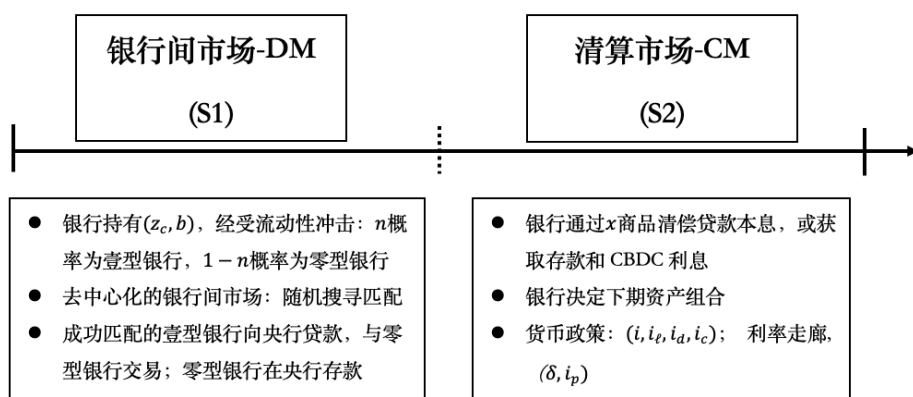 银行间市场-DM
(S1)
清算市场-CM
(S2)
● 银行持有(z_c, b)，经受流动性冲击：n概
率为壹型银行，1 − n概率为零型银行
● 去中心化的银行间市场：随机搜寻匹配
● 成功匹配的壹型银行向央行贷款，与零
型银行交易；零型银行在央行存款
● 银行通过x商品清偿贷款本息，或获
取存款和 CBDC 利息
● 银行决定下期资产组合
● 货币政策：(i, i_ℓ, i_d, i_c)； 利率走廊,
（δ, i_p)